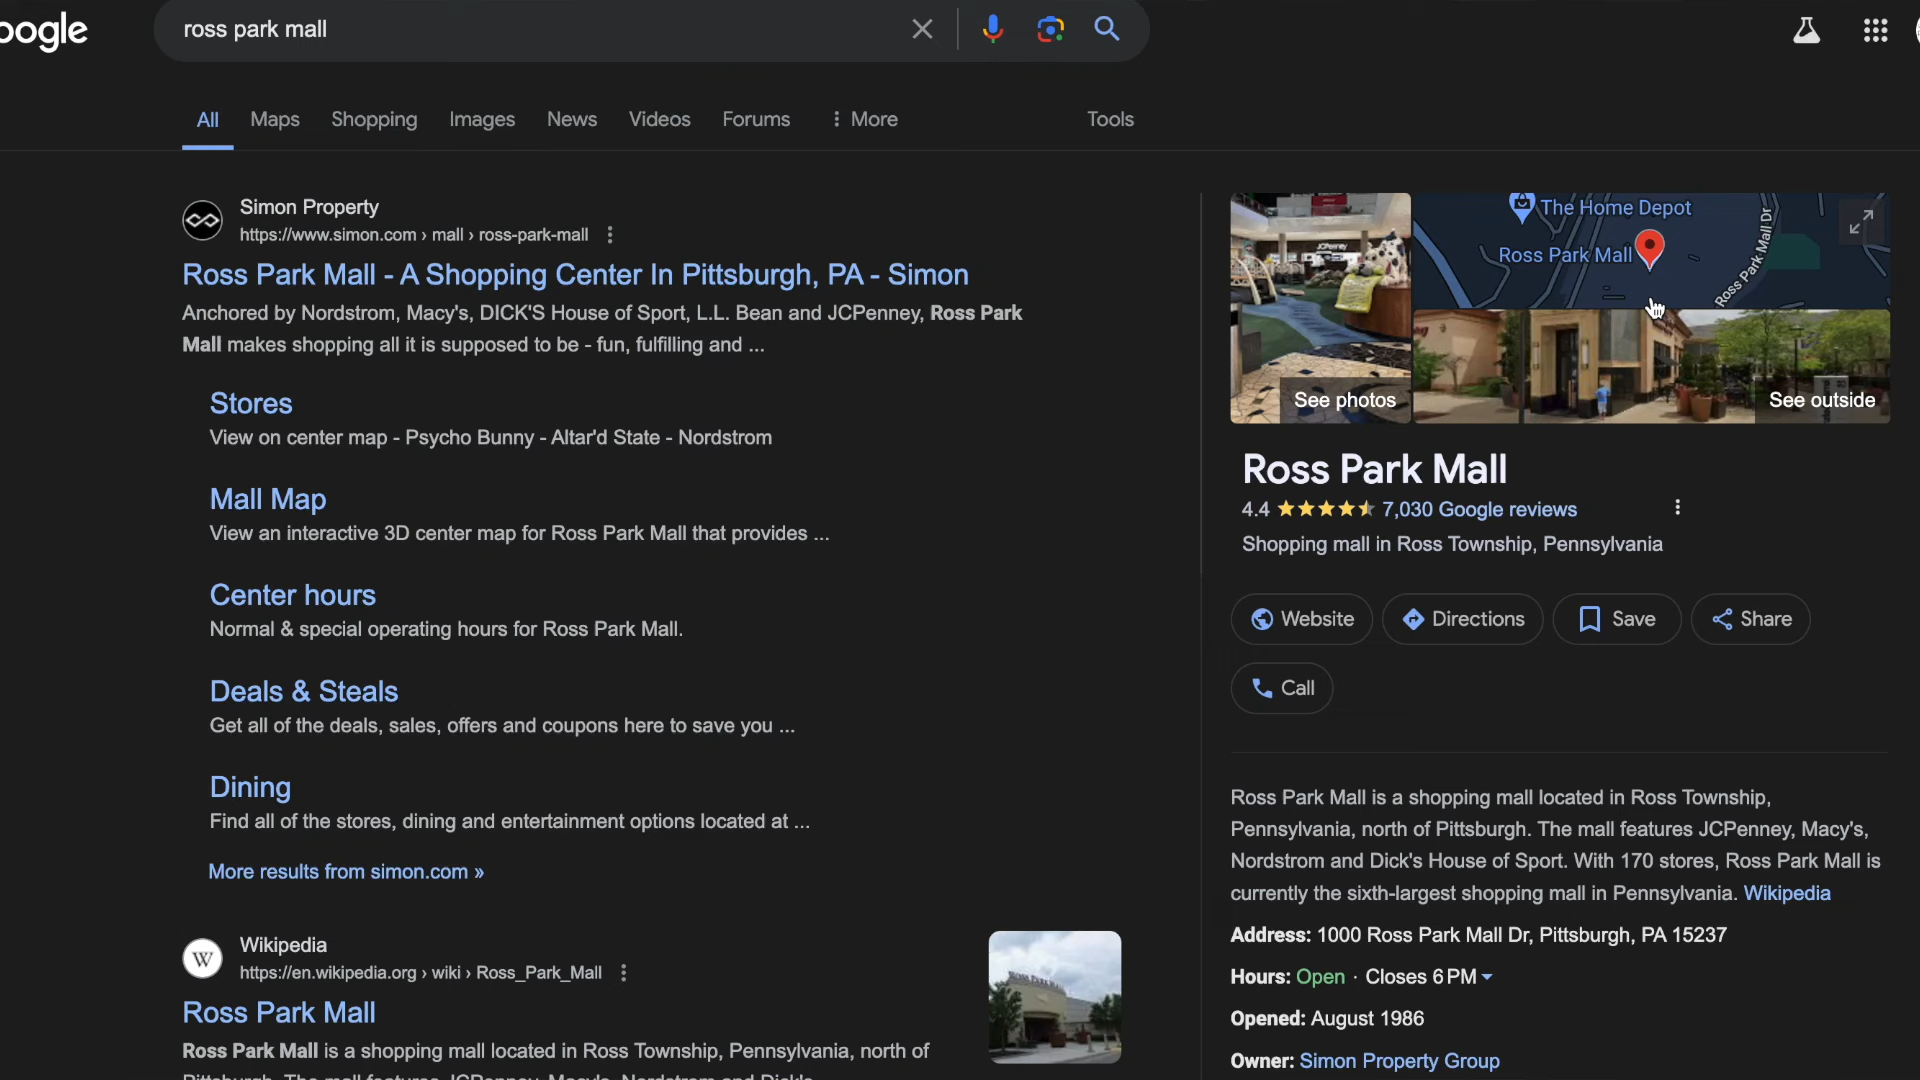 oogle
ross park mall
All
Maps
Shopping
Images
News
Videos
Forums
More
Tools
Simon Property
https://www.simon.com › mall › ross-park-mall
Ross Park Mall - A Shopping Center In Pittsburgh, PA - Simon
Anchored by Nordstrom, Macy's, DICK'S House of Sport, L.L. Bean and JCPenney, Ross Park
Mall makes shopping all it is supposed to be - fun, fulfilling and ...
Stores
View on center map - Psycho Bunny - Altar'd State - Nordstrom
Mall Map
View an interactive 3D center map for Ross Park Mall that provides ...
Center hours
Normal & special operating hours for Ross Park Mall.
Deals & Steals
Get all of the deals, sales, offers and coupons here to save you ...
Dining
Find all of the stores, dining and entertainment options located at ...
More results from simon.com »
W
Wikipedia
https://en.wikipedia.org › wiki › Ross_Park_Mall
Ross Park Mall
Ross Park Mall is a shopping mall located in Ross Township, Pennsylvania, north of
ROSS PARK MALL
JCPenney
See photos
The Home Depot
Ross Park Mall
Ross Park Mall Dr
See outside
Ross Park Mall
4.4
7,030 Google reviews
Shopping mall in Ross Township, Pennsylvania
Website
Directions
Save
Share
Call
Ross Park Mall is a shopping mall located in Ross Township,
Pennsylvania, north of Pittsburgh. The mall features JCPenney, Macy's,
Nordstrom and Dick's House of Sport. With 170 stores, Ross Park Mall is
currently the sixth-largest shopping mall in Pennsylvania. Wikipedia
Address: 1000 Ross Park Mall Dr, Pittsburgh, PA 15237
Hours: Open · Closes 6 PM
Opened: August 1986
Owner: Simon Property Group